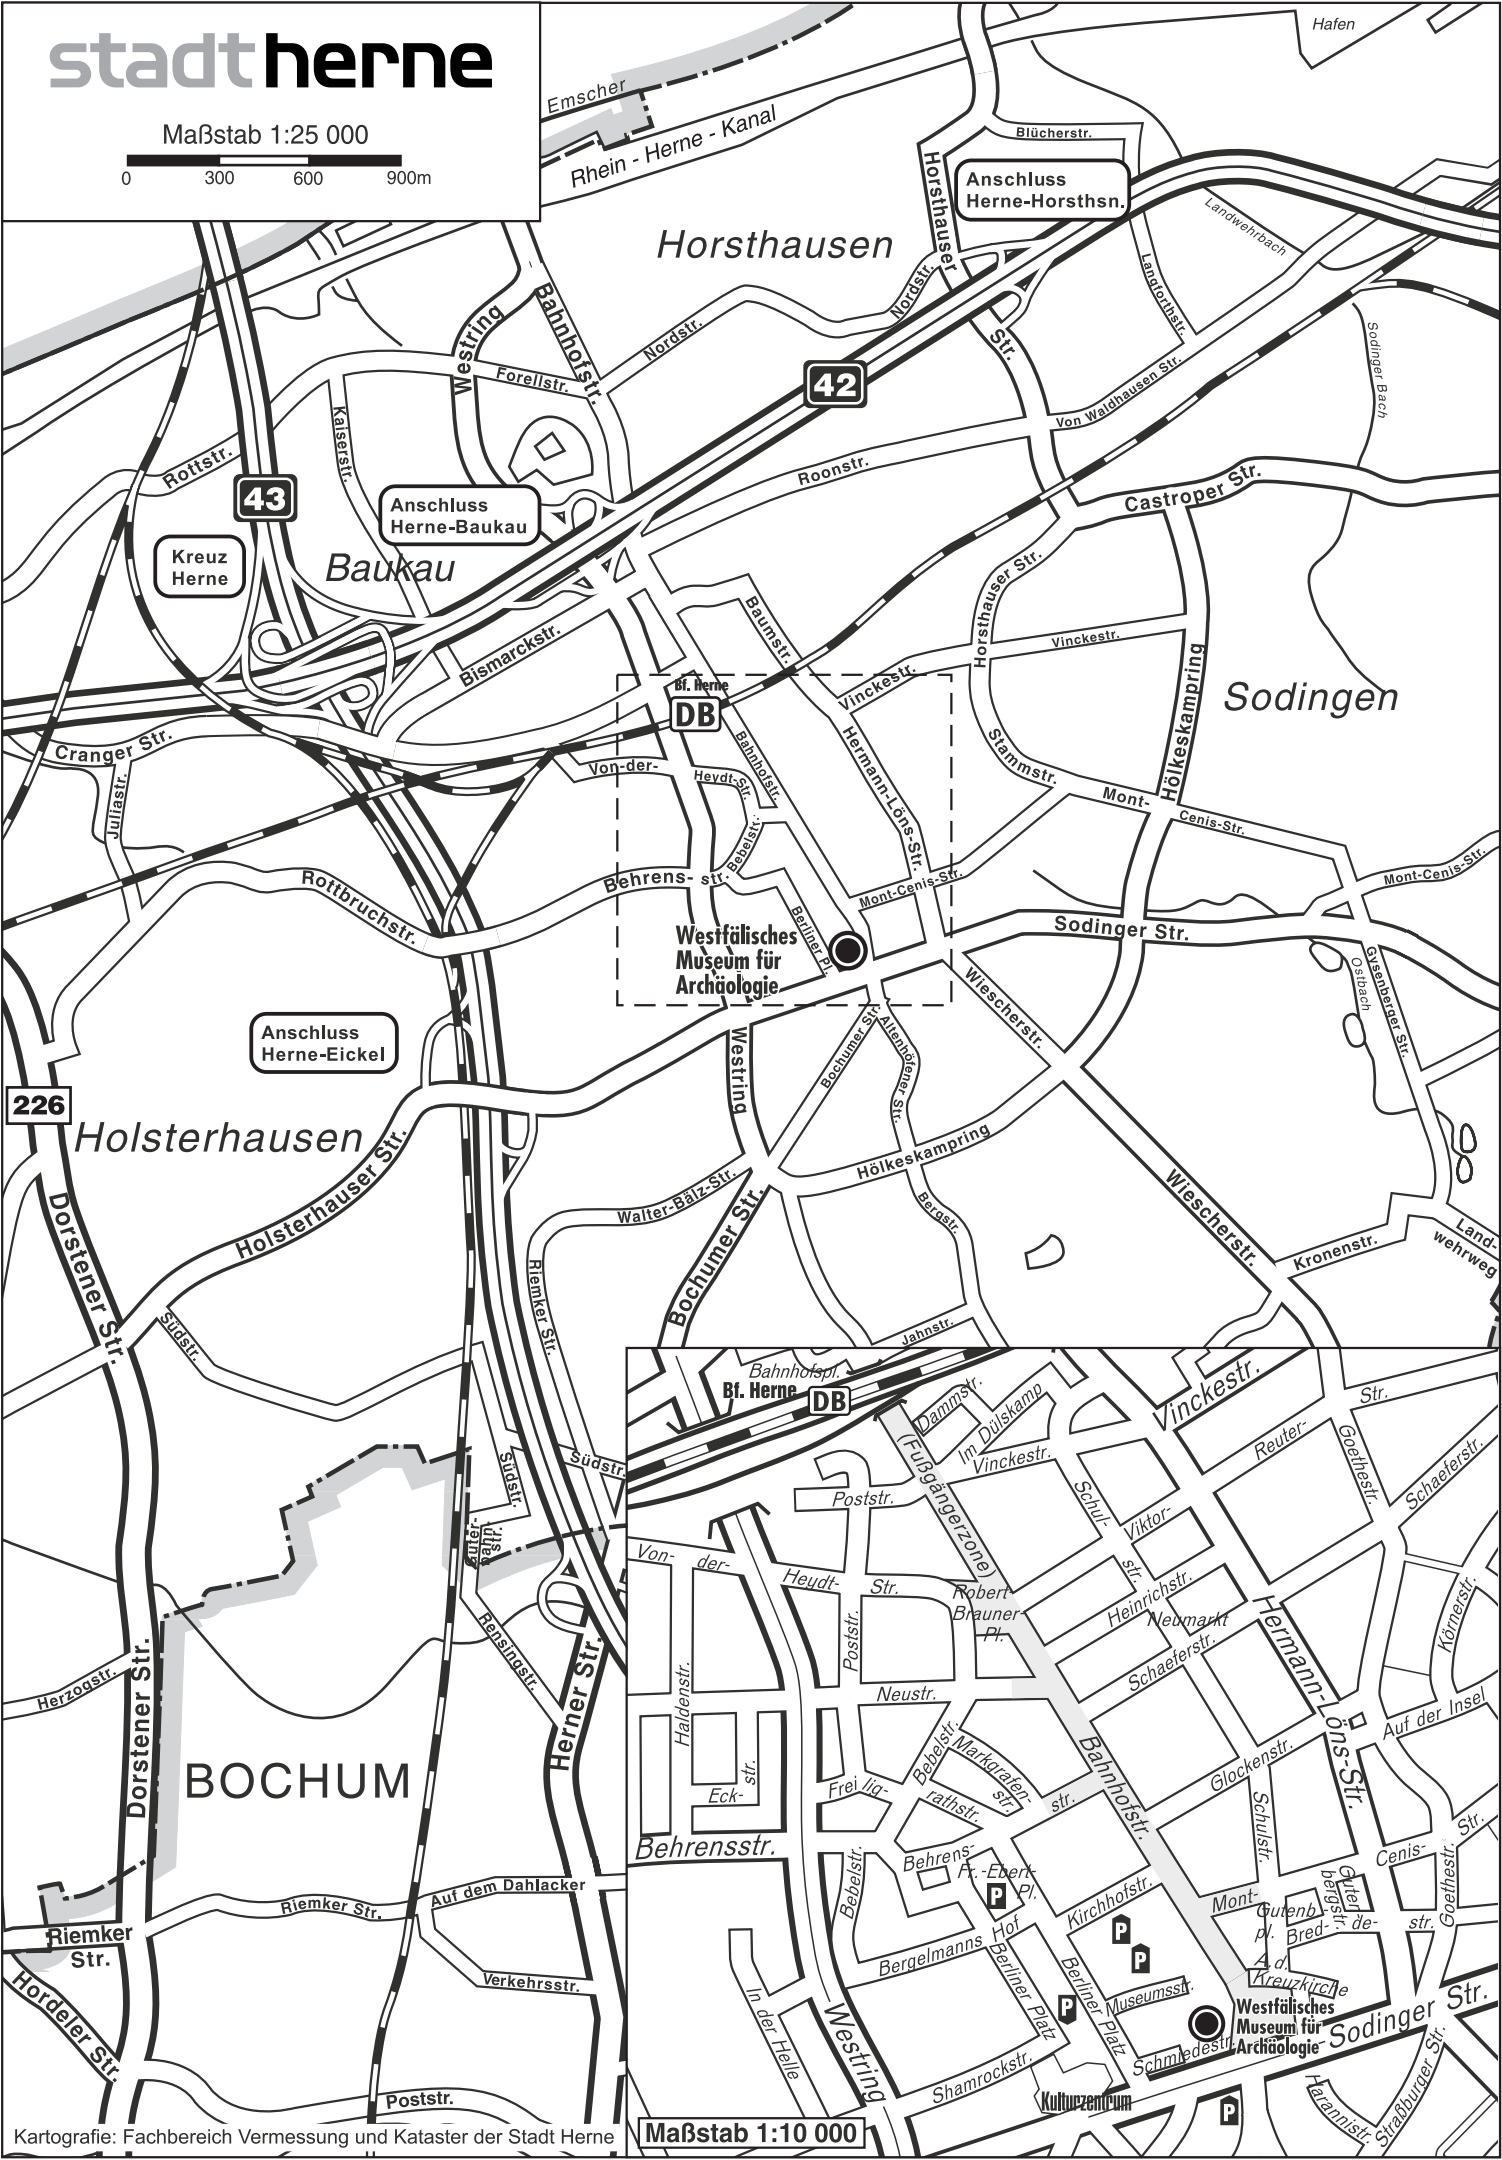 stadtherne
Maßstab 1:25 000
0 300 600 900m
Emscher
Rhein - Herne - Kanal
Hafen
Blücherstr.
Horsthauser
Anschluss
Herne-Horsthsn.
Landwehrbach
Horsthausen
Langforthstr.
Nordstr.
Nordstr.
Str.
Sodinger Bach
Westring
Bahnhofstr.
Forellstr.
42
Von Waldhausen Str.
Kaiserstr.
Rottstr.
43
Roonstr.
Castroper Str.
Anschluss
Herne-Baukau
Kreuz
Herne
Baukau
Horsthauser Str.
Baumstr.
Vinckestr.
Bismarckstr.
Vinckestr.
Hölkeskampring
Sodingen
Bf. Herne
DB
Cranger Str.
Juliastr.
Von-der-
Heydt-Str.
Bahnhofstr.
Hermann-Löns-Str.
Stammstr.
Mont-
Cenis-Str.
Bebelstr.
Mont-Cenis-Str.
Mont-Cenis-Str.
Rottbruchstr.
Behrens- str.
Berliner Pl.
Westfälisches
Museum für
Archäologie
Sodinger Str.
Gysenberger Str.
Ostbach
Wiescherstr.
Anschluss
Herne-Eickel
Westring
Bochumer Str.
Altenhöfener Str.
226
Holsterhausen
Holsterhauser Str.
Hölkeskampring
Walter-Bälz-Str.
Bergstr.
Bochumer Str.
Wiescherstr.
Kronenstr.
Land-
wehrweg
Dorstener Str.
Südstr.
Riemker Str.
Jahnstr.
Südstr.
Südstr.
Güter-
bahn-
str.
Rensingstr.
Herzogstr.
Dorstener Str.
Herner Str.
BOCHUM
Auf dem Dahlacker
Riemker Str.
Riemker
Str.
Verkehrsstr.
Hordeler Str.
Poststr.
Kartografie: Fachbereich Vermessung und Kataster der Stadt Herne
Bahnhofspl.
Bf. Herne
DB
Dammstr.
Im Dülskamp
Vinckestr.
Vinckestr.
(Fußgängerzone)
Reuter-
Str.
Goethestr.
Schaeferstr.
Poststr.
Schul-
str.
Viktor-
Von-
der-
Heydt-
Str.
Robert-
Brauner-
Pl.
Heinrichstr.
Neumarkt
Schaeferstr.
Hermann-
Löns-Str.
Körnerstr.
Poststr.
Haldenstr.
Neustr.
Auf der Insel
Bebelstr.
Markgrafen-
str.
Bahnhofstr.
Glockenstr.
Eck-
str.
Freilig-
rathstr.
str.
Schulstr.
Behrensstr.
Bebelstr.
Behrens-
Fr.-Ebert-
Pl.
P
Kirchhofstr.
Mont-
Cenis-
Str.
Gutenb.-
pl.
Guten-
bergstr.
Bred-
de-
str.
Goethestr.
Bergelmanns Hof
P
P
A.d.
Kreuzkirche
Berliner Platz
Berliner Platz
P
Museumsstr.
Westfälisches
Museum für
Archäologie
Sodinger Str.
In der Helle
Westring
Shamrockstr.
Schmiedestr.
Kulturzentrum
P
Harannistr.
Straßburger Str.
Maßstab 1:10 000